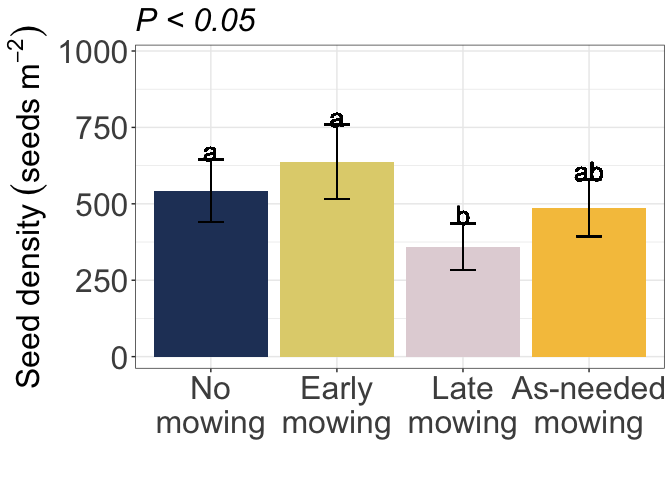 P < 0.05
Seed density (seeds m⁻²)
1000
750
500
250
0
a
a
b
ab
No
mowing
Early
mowing
Late
mowing
As-needed
mowing